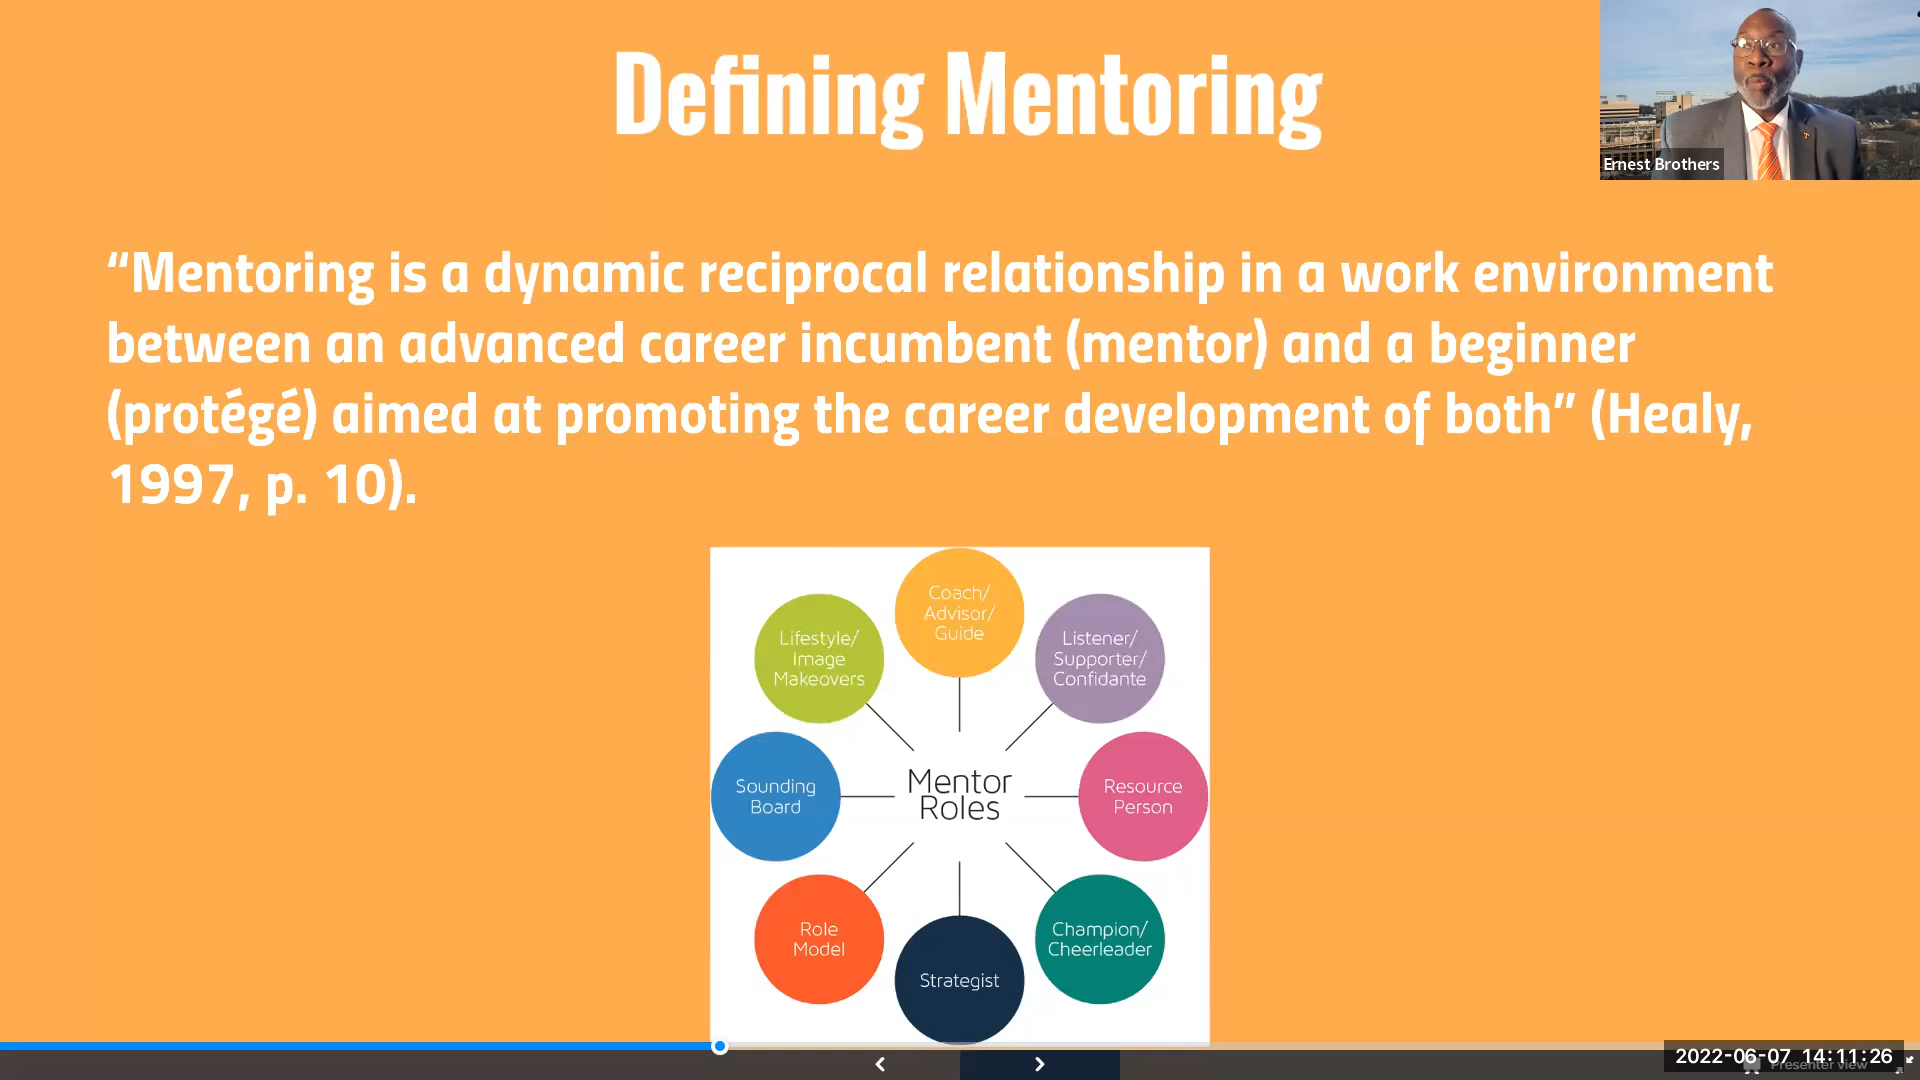 Defining Mentoring
Ernest Brothers
“Mentoring is a dynamic reciprocal relationship in a work environment
between an advanced career incumbent (mentor) and a beginner
(protégé) aimed at promoting the career development of both” (Healy,
1997, p. 10).
Coach/
Advisor/
Guide
Lifestyle/
Image
Makeovers
Listener/
Supporter/
Confidante
Sounding
Board
Mentor
Roles
Resource
Person
Role
Model
Champion/
Cheerleader
Strategist
2022-06-07 14:11:26
Presenter view